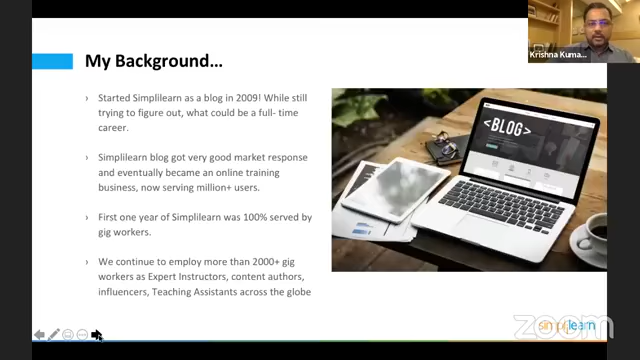 My Background...
› Started Simplilearn as a blog in 2009! While still
trying to figure out, what could be a full- time
career.
› Simplilearn blog got very good market response
and eventually became an online training
business, now serving million+ users.
› First one year of Simplilearn was 100% served by
gig workers.
› We continue to employ more than 2000+ gig
workers as Expert Instructors, content authors,
influencers, Teaching Assistants across the globe
Krishna Kuma...
<BLOG>
simplilearn
zoom